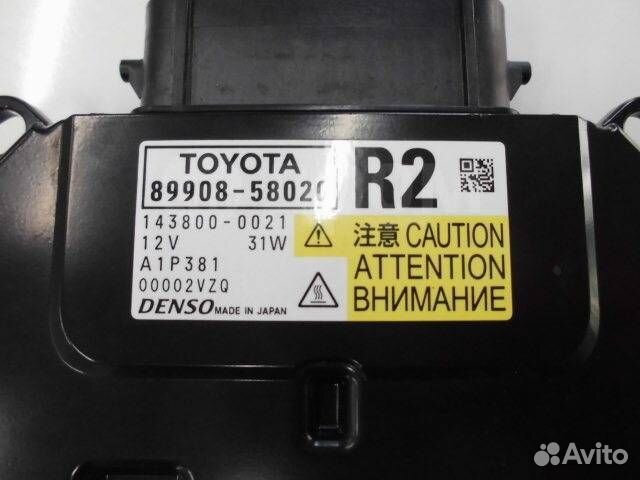 TOYOTA
89908-58020
R2
143800-0021
12V 31W
A1P381
00002VZQ
DENSO MADE IN JAPAN
注意 CAUTION
ATTENTION
ВНИМАНИЕ
Avito